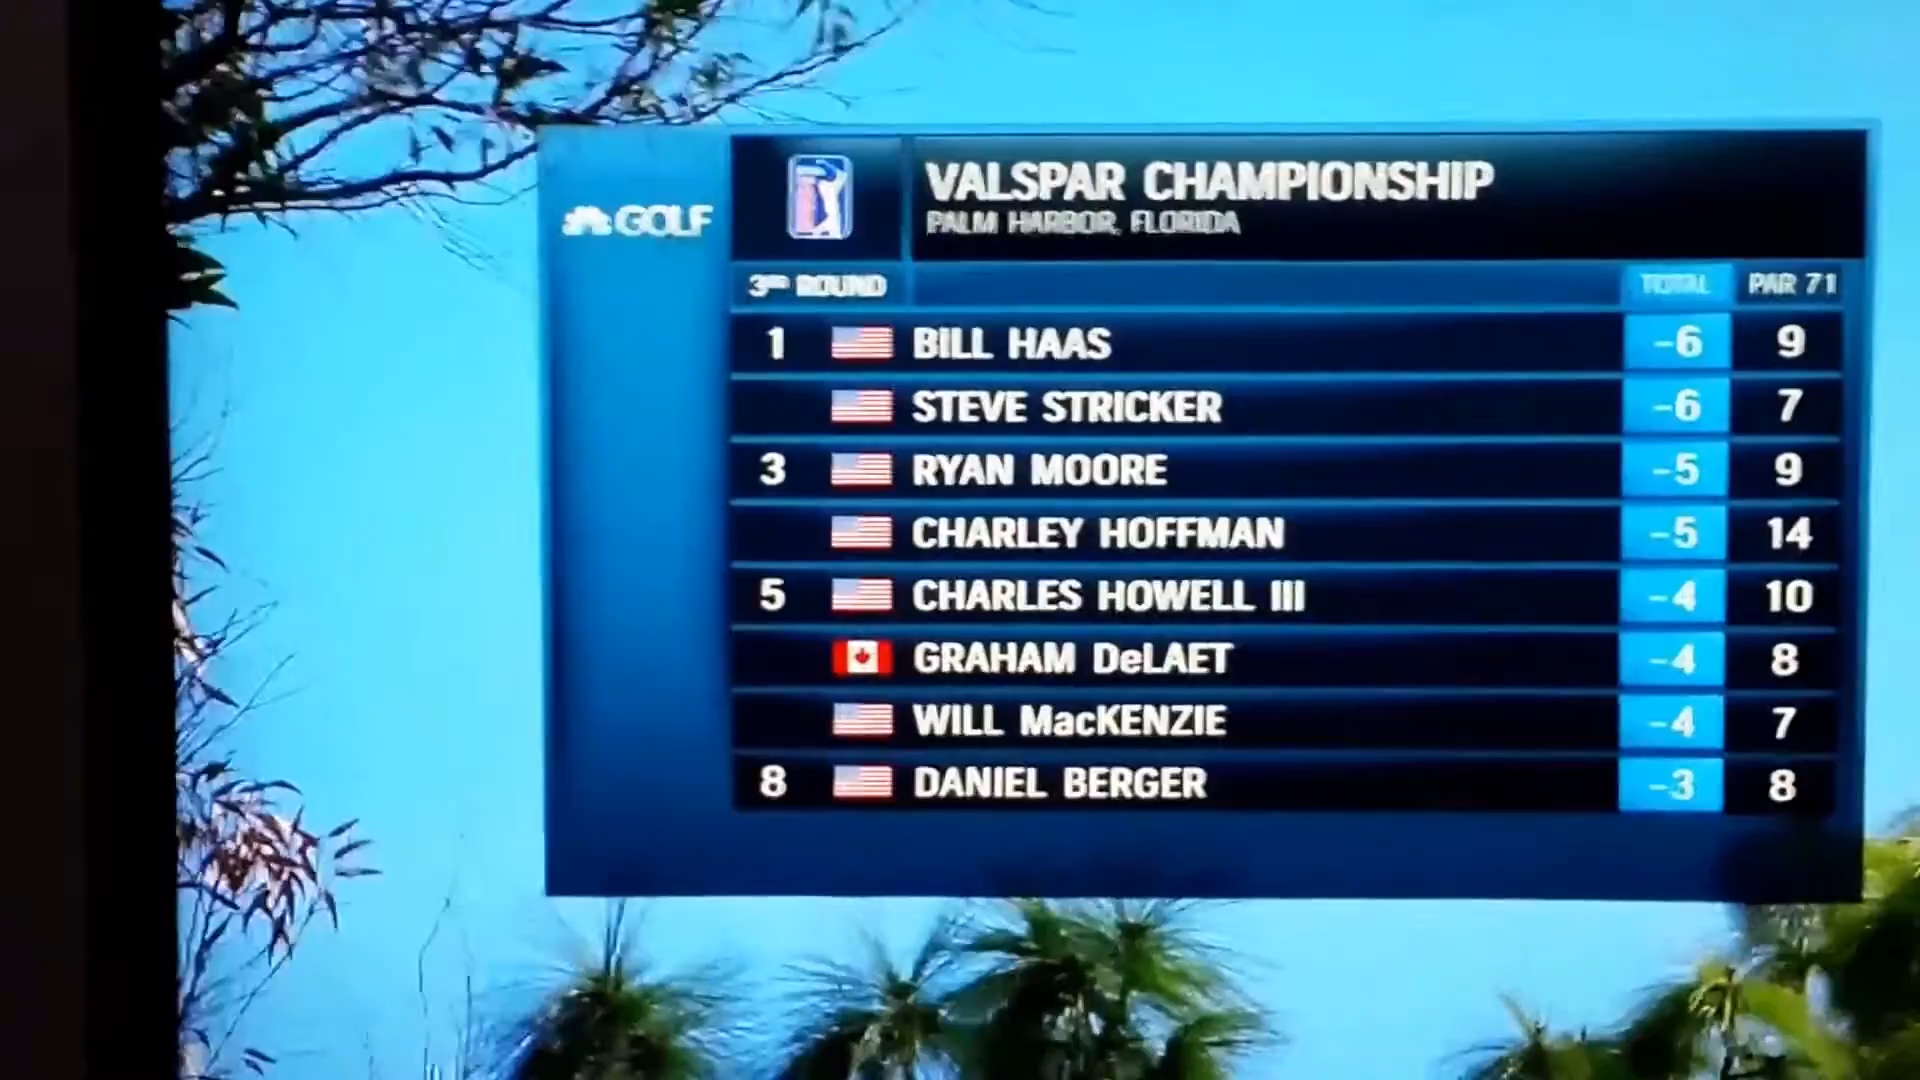 GOLF
VALSPAR CHAMPIONSHIP
PALM HARBOR, FLORIDA
3RD ROUND TOTAL PAR 71
1 BILL HAAS -6 9
STEVE STRICKER -6 7
3 RYAN MOORE -5 9
CHARLEY HOFFMAN -5 14
5 CHARLES HOWELL III -4 10
GRAHAM DeLAET -4 8
WILL MacKENZIE -4 7
8 DANIEL BERGER -3 8